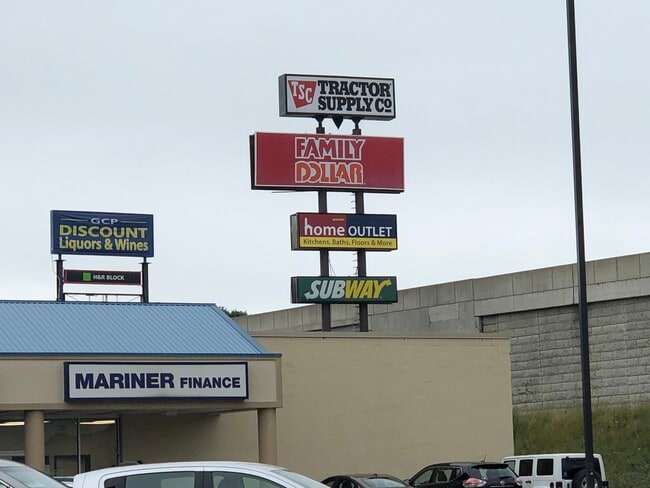 TSC TRACTOR
SUPPLY CO
FAMILY
DOLLAR
home OUTLET
Kitchens, Baths, Floors & More
SUBWAY
GCP
DISCOUNT
Liquors & Wines
H&R BLOCK
MARINER FINANCE